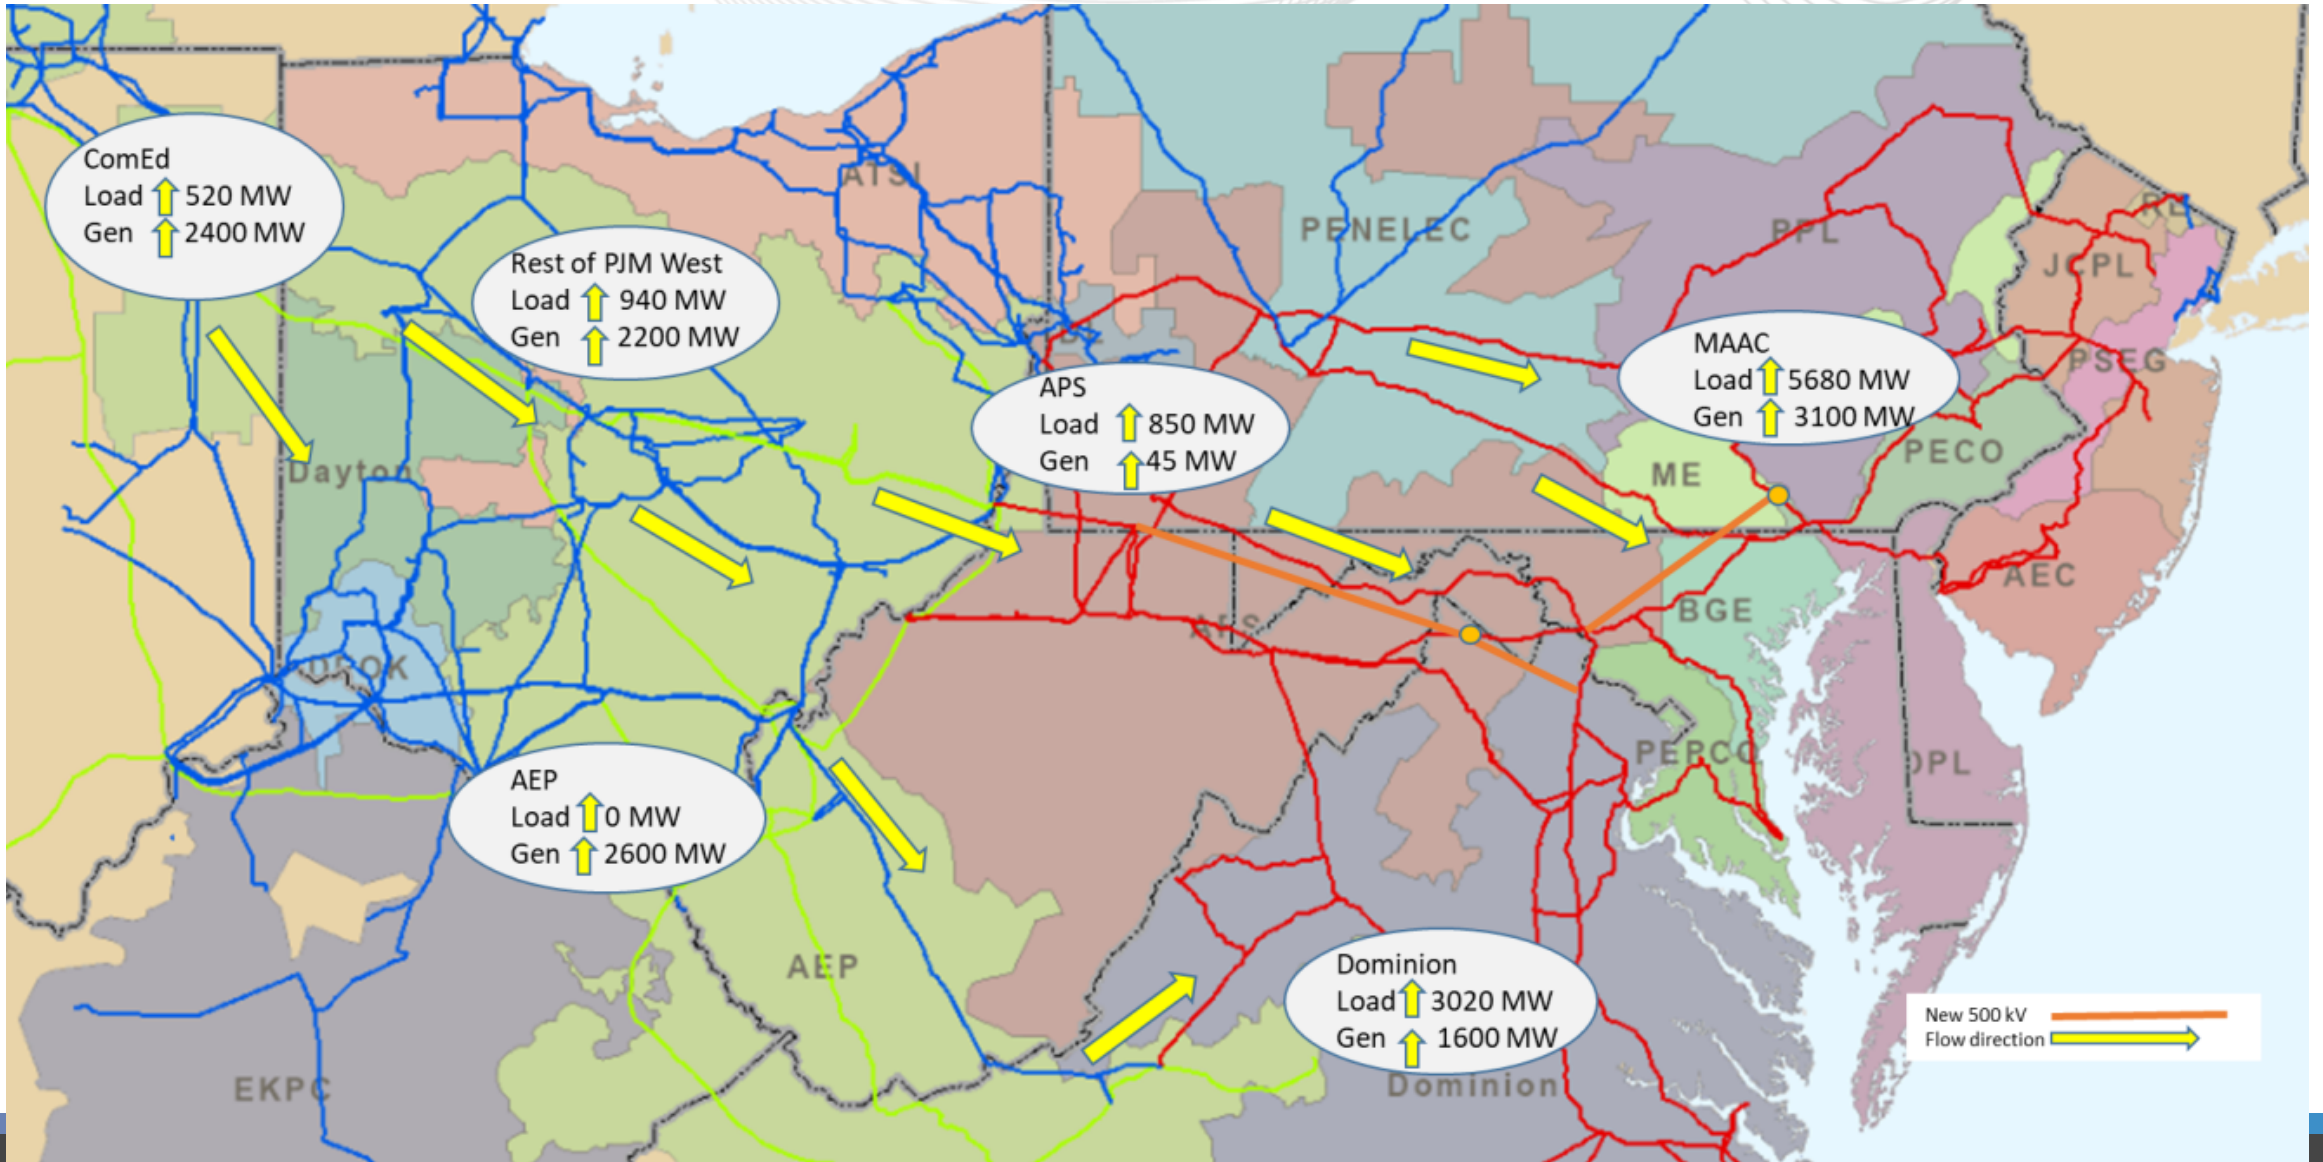 ComEd
Load 520 MW
Gen 2400 MW
Rest of PJM West
Load 940 MW
Gen 2200 MW
APS
Load 850 MW
Gen 45 MW
MAAC
Load 5680 MW
Gen 3100 MW
AEP
Load 0 MW
Gen 2600 MW
Dominion
Load 3020 MW
Gen 1600 MW
ATSI
PENELEC
PPL
RE
JCPL
PSEG
PECO
ME
Dayton
AEC
BGE
APS
DEOK
PEPCO
DPL
AEP
EKPC
Dominion
New 500 kV
Flow direction